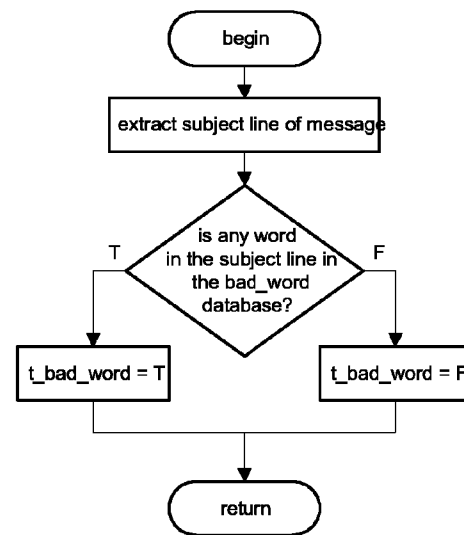 begin
extract subject line of message
is any word
in the subject line in
the bad_word
database?
T
F
t_bad_word = T
t_bad_word = F
return